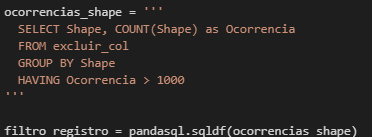 ocorrencias_shape = '''
SELECT Shape, COUNT(Shape) as Ocorrencia
FROM excluir_col
GROUP BY Shape
HAVING Ocorrencia > 1000
'''
filtro_registro = pandasql.sqldf(ocorrencias_shape)